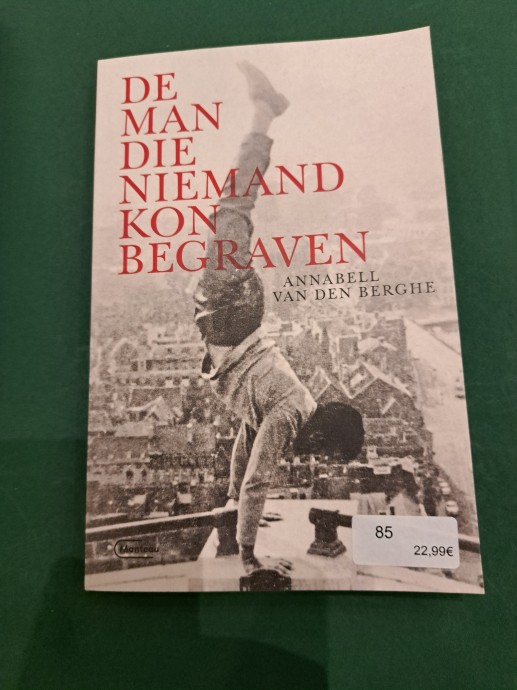 DE
MAN
DIE
NIEMAND
KON
BEGRAVEN
ANNABELL
VAN DEN BERGHE
Manteau
85
22,99€